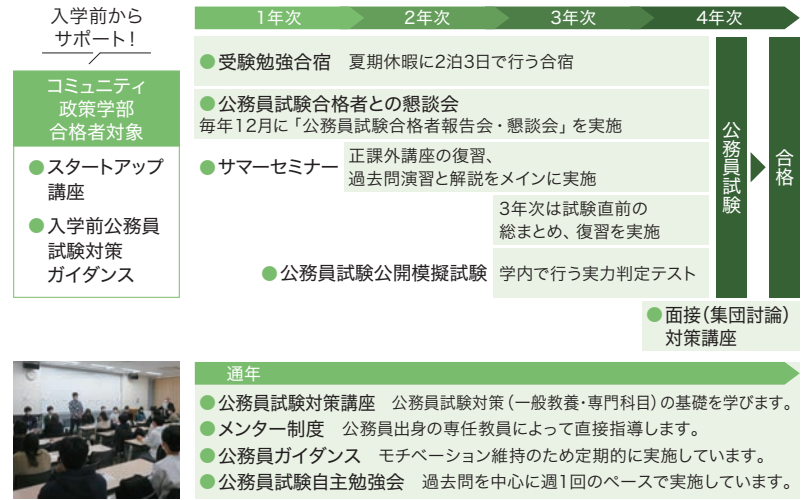 入学前から
サポート!
コミュニティ
政策学部
合格者対象
●スタートアップ
講座
●入学前公務員
試験対策
ガイダンス
1年次 2年次 3年次 4年次
●受験勉強合宿 夏期休暇に2泊3日で行う合宿
●公務員試験合格者との懇談会
毎年12月に「公務員試験合格者報告会・懇談会」を実施
●サマーセミナー 正課外講座の復習、
過去問演習と解説をメインに実施
3年次は試験直前の
総まとめ、復習を実施
●公務員試験公開模擬試験 学内で行う実力判定テスト
公務員試験
合格
●面接(集団討論)
対策講座
通年
●公務員試験対策講座 公務員試験対策(一般教養・専門科目)の基礎を学びます。
●メンター制度 公務員出身の専任教員によって直接指導します。
●公務員ガイダンス モチベーション維持のため定期的に実施しています。
●公務員試験自主勉強会 過去問を中心に週1回のペースで実施しています。